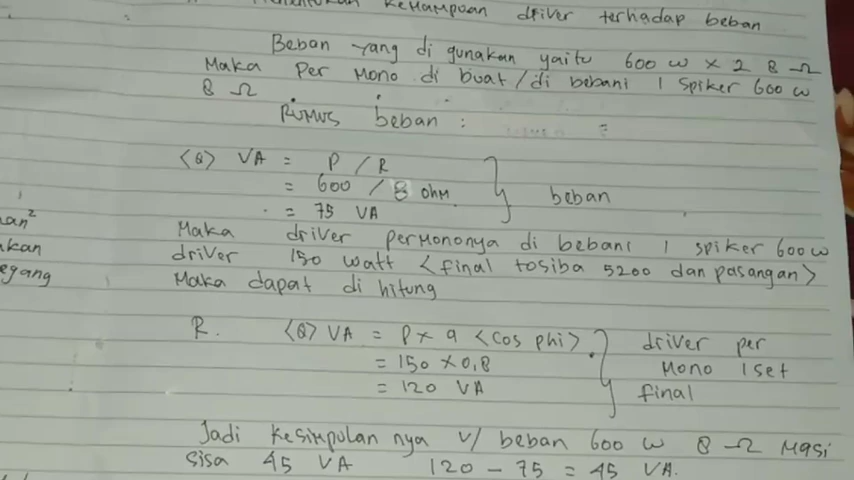 kemampuan driver terhadap beban
Beban yang di gunakan yaitu 600 w x 2 8 Ω
Maka Per Mono di buat/di bebani 1 spiker 600 w
8 Ω
RUMUS beban :
<Q> VA = P / R
= 600 / 8 ohm
= 75 VA
} beban
an²
akan
egang
Maka driver permononya di bebani 1 spiker 600 w
driver 150 watt <final tosiba 5200 dan pasangan>
Maka dapat di hitung
R. <Q> VA = P x a <cos phi>
= 150 x 0,8
= 120 VA
} driver per
Mono 1 set
final
Jadi kesimpulan nya v/ beban 600 w 8 Ω Masi
sisa 45 VA 120 - 75 = 45 VA.